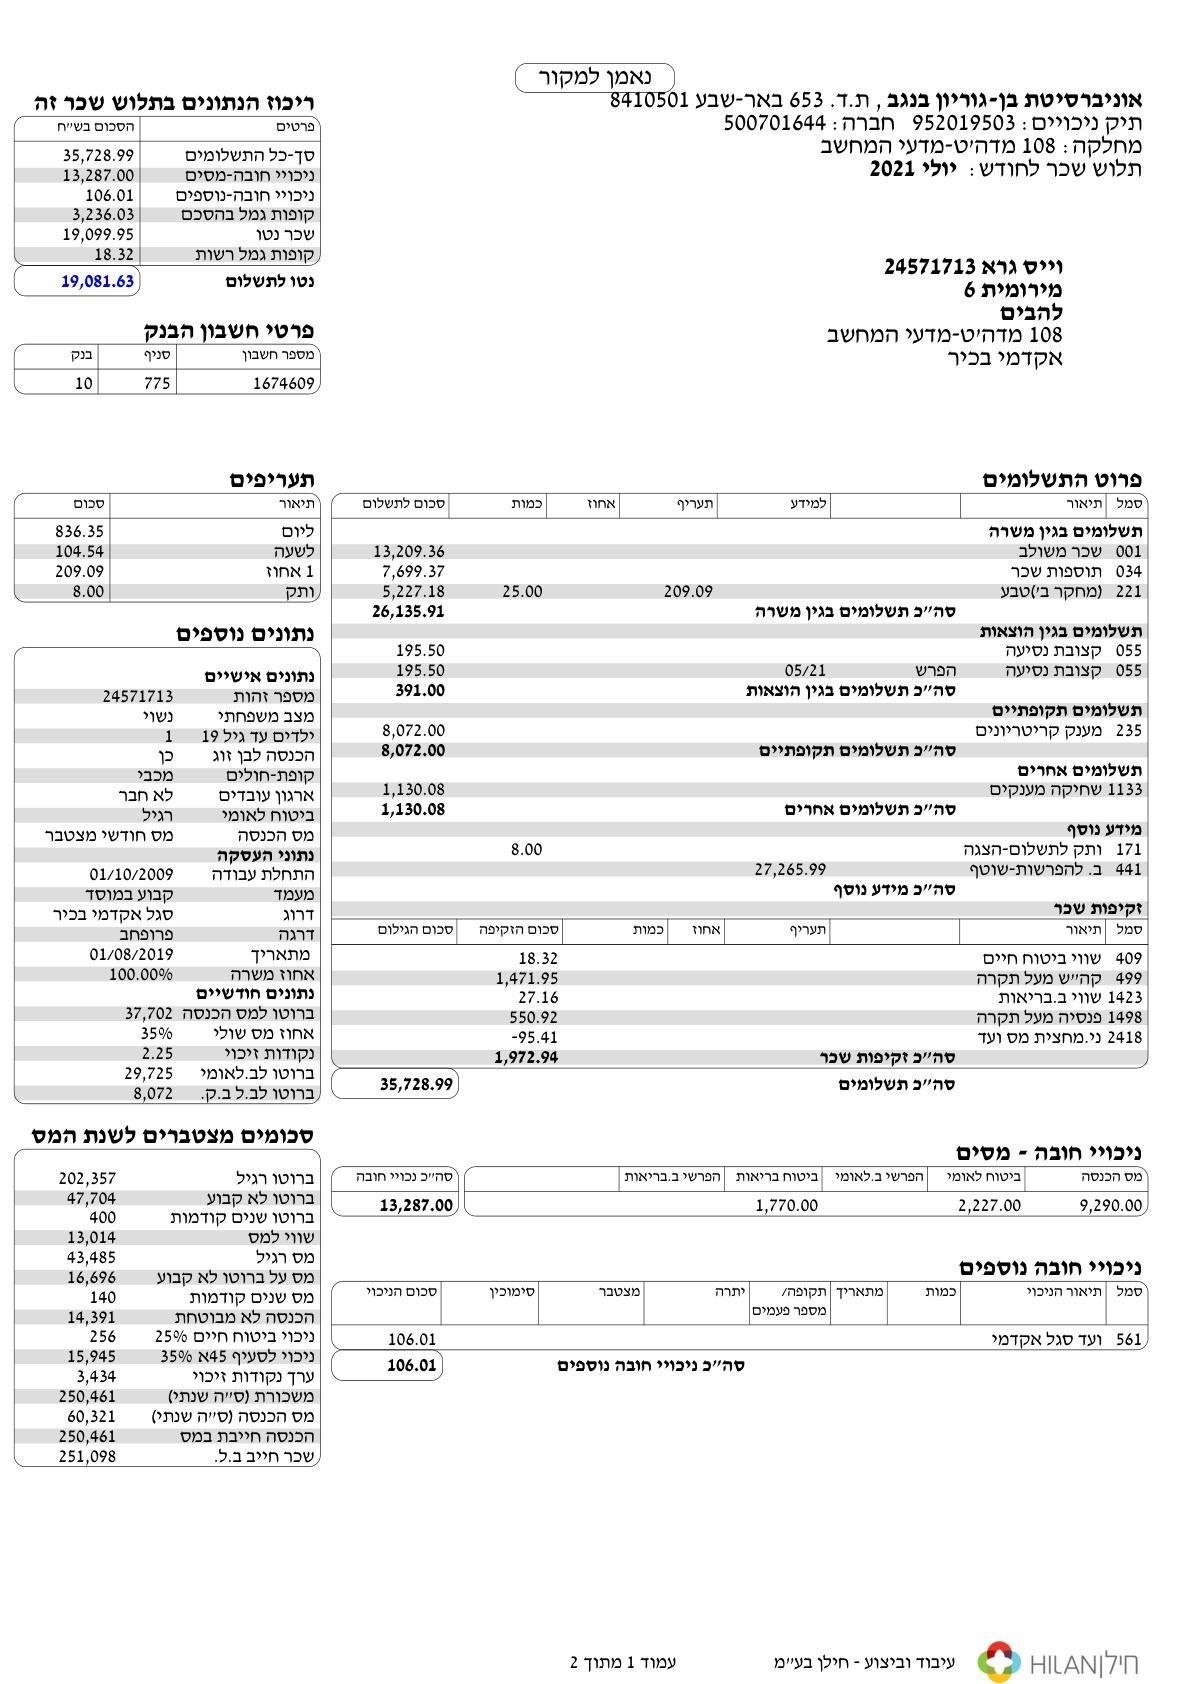 נאמן למקור
אוניברסיטת בן-גוריון בנגב , ת.ד. 653 באר-שבע 8410501
תיק ניכויים : 952019503 חברה : 500701644
מחלקה : 108 מדה'ט-מדעי המחשב
תלוש שכר לחודש : יולי 2021
ריכוז הנתונים בתלוש שכר זה
פרטים הסכום בש״ח
סך-כל התשלומים 35,728.99
ניכויי חובה-מסים 13,287.00
ניכויי חובה-נוספים 106.01
קופות גמל בהסכם 3,236.03
שכר נטו 19,099.95
קופות גמל רשות 18.32
נטו לתשלום 19,081.63
וייס גרא 24571713
מירומית 6
להבים
108 מדה'ט-מדעי המחשב
אקדמי בכיר
פרטי חשבון הבנק
מספר חשבון סניף בנק
1674609 775 10
פרוט התשלומים
סמל תיאור למידע תעריף אחוז כמות סכום לתשלום
תשלומים בגין משרה
001 שכר משולב 13,209.36
034 תוספות שכר 7,699.37
221 (מחקר ב')טבע 209.09 25.00 5,227.18
סה״כ תשלומים בגין משרה 26,135.91
תשלומים בגין הוצאות
055 קצובת נסיעה 195.50
055 קצובת נסיעה הפרש 05/21 195.50
סה״כ תשלומים בגין הוצאות 391.00
תשלומים תקופתיים
235 מענק קריטריונים 8,072.00
סה״כ תשלומים תקופתיים 8,072.00
תשלומים אחרים
1133 שחיקה מענקים 1,130.08
סה״כ תשלומים אחרים 1,130.08
מידע נוסף
171 ותק לתשלום-הצגה 8.00
441 ב. להפרשות-שוטף 27,265.99
סה״כ מידע נוסף
זקיפות שכר
סמל תיאור תעריף אחוז כמות סכום הזקיפה סכום הגילום
409 שווי ביטוח חיים 18.32
499 קה״ש מעל תקרה 1,471.95
1423 שווי ב.בריאות 27.16
1498 פנסיה מעל תקרה 550.92
2418 ני.מחצית מס ועד -95.41
סה״כ זקיפות שכר 1,972.94
סה״כ תשלומים 35,728.99
תעריפים
תיאור סכום
ליום 836.35
לשעה 104.54
1 אחוז 209.09
ותק 8.00
נתונים נוספים
נתונים אישיים
מספר זהות 24571713
מצב משפחתי נשוי
ילדים עד גיל 19 1
הכנסה לבן זוג כן
קופת-חולים מכבי
ארגון עובדים לא חבר
ביטוח לאומי רגיל
מס הכנסה מס חודשי מצטבר
נתוני העסקה
התחלת עבודה 01/10/2009
מעמד קבוע במוסד
דרוג סגל אקדמי בכיר
דרגה פרופחב
מתאריך 01/08/2019
אחוז משרה 100.00%
נתונים חודשיים
ברוטו למס הכנסה 37,702
אחוז מס שולי 35%
נקודות זיכוי 2.25
ברוטו לב.לאומי 29,725
ברוטו לב.ל ב.ק. 8,072
ניכויי חובה - מסים
מס הכנסה ביטוח לאומי הפרשי ב.לאומי ביטוח בריאות הפרשי ב.בריאות סה״כ נכויי חובה
9,290.00 2,227.00 1,770.00 13,287.00
ניכויי חובה נוספים
סמל תיאור הניכוי כמות מתאריך תקופה/ יתרה מצטבר סימוכין סכום הניכוי
מספר פעמים
561 ועד סגל אקדמי 106.01
סה״כ ניכויי חובה נוספים 106.01
סכומים מצטברים לשנת המס
ברוטו רגיל 202,357
ברוטו לא קבוע 47,704
ברוטו שנים קודמות 400
שווי למס 13,014
מס רגיל 43,485
מס על ברוטו לא קבוע 16,696
מס שנים קודמות 140
הכנסה לא מבוטחת 14,391
ניכוי ביטוח חיים 25% 256
ניכוי לסעיף 45א 35% 15,945
ערך נקודות זיכוי 3,434
משכורת (ס״ה שנתי) 250,461
מס הכנסה (ס״ה שנתי) 60,321
הכנסה חייבת במס 250,461
שכר חייב ב.ל. 251,098
חילן HILAN עיבוד וביצוע - חילן בע״מ עמוד 1 מתוך 2